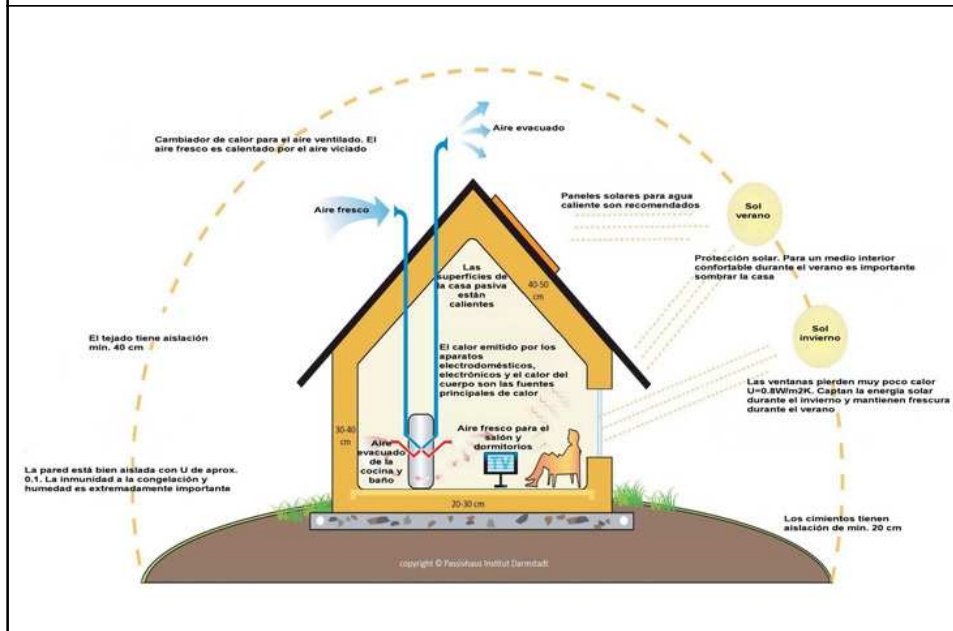 Cambiador de calor para el aire ventilado. El
aire fresco es calentado por el aire viciado
Aire evacuado
Aire fresco
Paneles solares para agua
caliente son recomendados
Sol
verano
Protección solar. Para un medio interior
confortable durante el verano es importante
sombrar la casa
Las
superficies de
la casa pasiva
están
calientes
40-50
cm
Sol
invierno
El tejado tiene aislación
min. 40 cm
El calor emitido por los
aparatos
electrodomésticos,
electrónicos y el calor del
cuerpo son las fuentes
principales de calor
Las ventanas pierden muy poco calor
U=0.8W/m2K. Captan la energia solar
durante el invierno y mantienen frescura
durante el verano
30-40
cm
Aire
evacuado
de la
cocina y
baño
Aire fresco para el
salón y
dormitorios
TV
La pared está bien aislada con U de aprox.
0.1. La inmunidad a la congelación y
humedad es extremadamente importante
20-30 cm
Los cimientos tienen
aislación de min. 20 cm
copyright © Passivhaus Institut Darmstadt